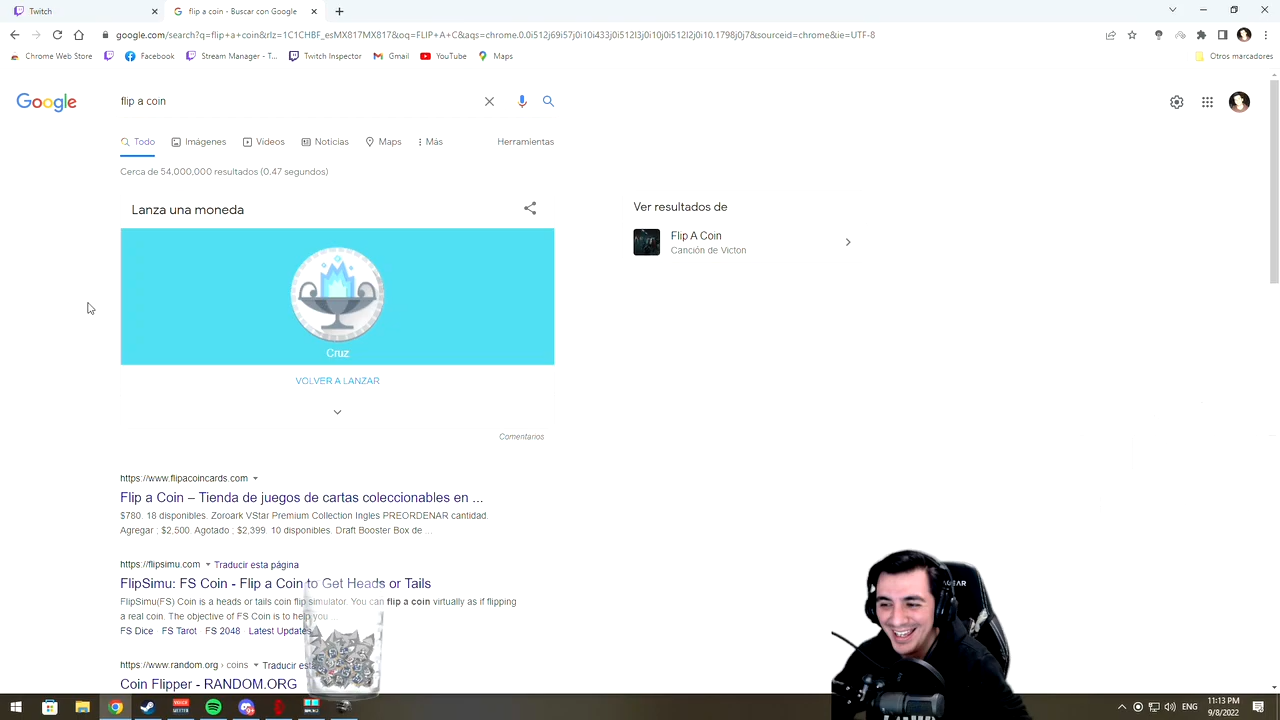 Twitch
flip a coin - Buscar con Google
google.com/search?q=flip+a+coin&rlz=1C1CHBF_esMX817MX817&oq=FLIP+A+C&aqs=chrome.0.0i512j69i57j0i10i433j0i512l3j0i10j0i512l2j0i10.1798j0j7&sourceid=chrome&ie=UTF-8
Chrome Web Store
Facebook
Stream Manager - T...
Twitch Inspector
Gmail
YouTube
Maps
Otros marcadores
Google
flip a coin
Todo
Imágenes
Videos
Noticias
Maps
Más
Herramientas
Cerca de 54,000,000 resultados (0.47 segundos)
Lanza una moneda
Ver resultados de
Flip A Coin
Canción de Victon
Cruz
VOLVER A LANZAR
Comentarios
https://www.flipacoincards.com
Flip a Coin – Tienda de juegos de cartas coleccionables en ...
$780. 18 disponibles. Zoroark VStar Premium Collection Ingles PREORDENAR cantidad.
Agregar ; $2,500. Agotado ; $2,399. 10 disponibles. Draft Booster Box de ...
https://flipsimu.com
Traducir esta página
FlipSimu: FS Coin - Flip a Coin to Get Heads or Tails
FlipSimu(FS) Coin is a heads or tails coin flip simulator. You can flip a coin virtually as if flipping
a real coin. The objective of FS Coin is to help you ...
FS Dice
FS Tarot
FS 2048
Latest Updates
https://www.random.org › coins
Traducir
Coin Flipper - RANDOM.ORG
ENG
11:13 PM
9/8/2022